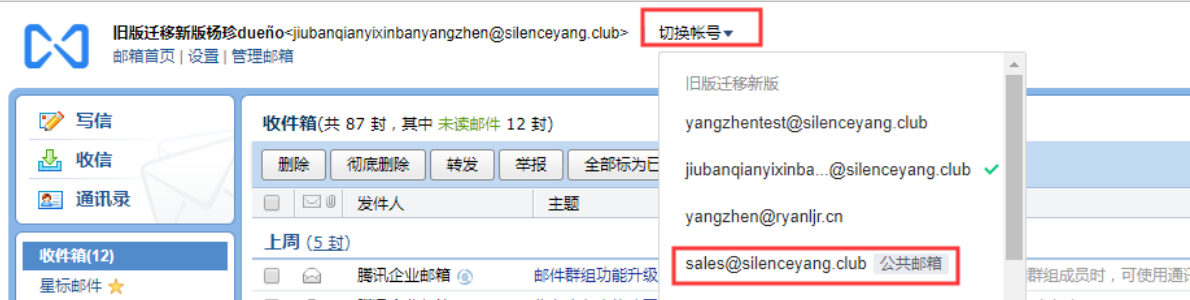 旧版迁移新版杨珍dueño<jiubanqianyixinbanyangzhen@silenceyang.club> 切换帐号
邮箱首页 | 设置 | 管理邮箱
旧版迁移新版
yangzhentest@silenceyang.club
jiubanqianyixinba...@silenceyang.club
yangzhen@ryanljr.cn
sales@silenceyang.club 公共邮箱
写信
收信
通讯录
收件箱(12)
星标邮件
收件箱(共 87 封，其中 未读邮件 12 封)
删除 彻底删除 转发 举报 全部标为已
发件人 主题
上周 (5 封)
腾讯企业邮箱 邮件群组功能升级 群组成员时，可使用通讯